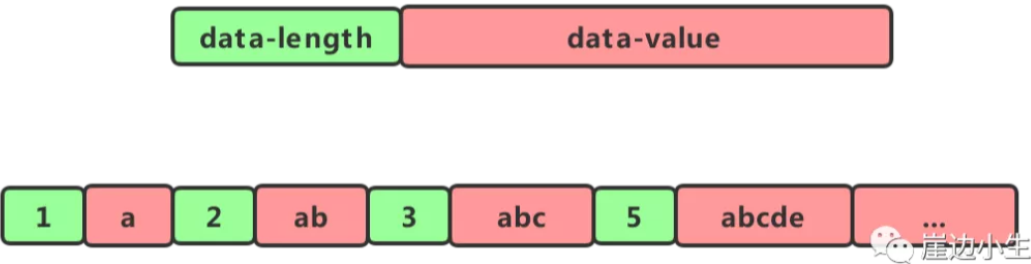 data-length data-value
1 a 2 ab 3 abc 5 abcde ...
崖边小生